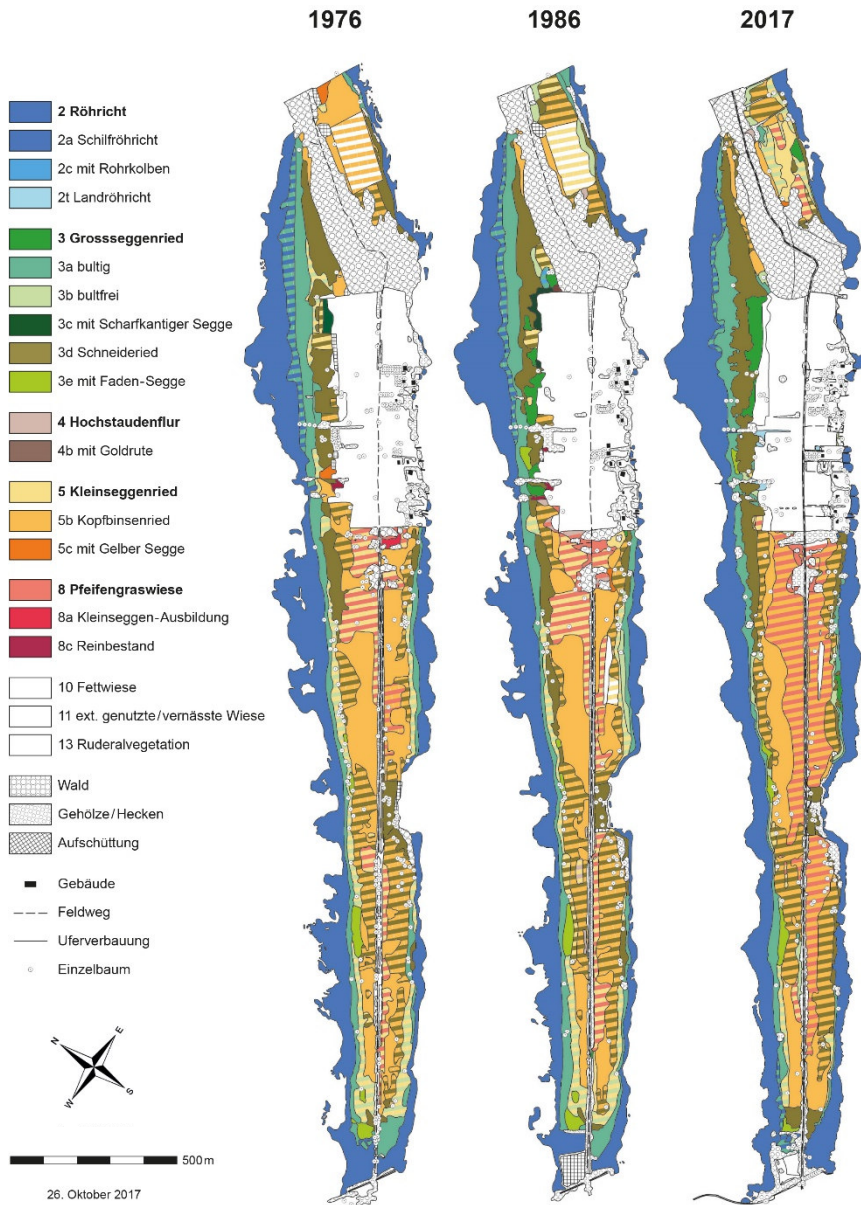 1976
1986
2017
2 Röhricht
2a Schilfröhricht
2c mit Rohrkolben
2t Landröhricht
3 Grossseggenried
3a bultig
3b bultfrei
3c mit Scharfkantiger Segge
3d Schneideried
3e mit Faden-Segge
4 Hochstaudenflur
4b mit Goldrute
5 Kleinseggenried
5b Kopfbinsenried
5c mit Gelber Segge
8 Pfeifengraswiese
8a Kleinseggen-Ausbildung
8c Reinbestand
10 Fettwiese
11 ext. genutzte/vernässte Wiese
13 Ruderalvegetation
Wald
Gehölze/Hecken
Aufschüttung
Gebäude
Feldweg
Uferverbauung
Einzelbaum
N
E
W
S
500 m
26. Oktober 2017